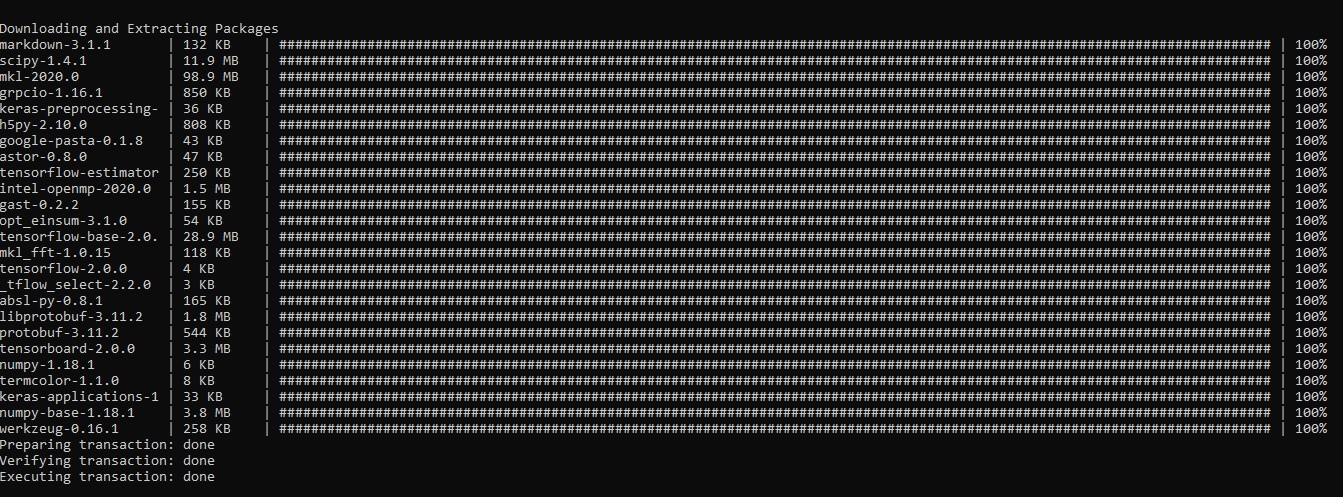 Downloading and Extracting Packages
markdown-3.1.1       | 132 KB    | ############################################################################################################################ | 100%
scipy-1.4.1          | 11.9 MB   | ############################################################################################################################ | 100%
mkl-2020.0           | 98.9 MB   | ############################################################################################################################ | 100%
grpcio-1.16.1        | 850 KB    | ############################################################################################################################ | 100%
keras-preprocessing- | 36 KB     | ############################################################################################################################ | 100%
h5py-2.10.0          | 808 KB    | ############################################################################################################################ | 100%
google-pasta-0.1.8   | 43 KB     | ############################################################################################################################ | 100%
astor-0.8.0          | 47 KB     | ############################################################################################################################ | 100%
tensorflow-estimator | 250 KB    | ############################################################################################################################ | 100%
intel-openmp-2020.0  | 1.5 MB    | ############################################################################################################################ | 100%
gast-0.2.2           | 155 KB    | ############################################################################################################################ | 100%
opt_einsum-3.1.0     | 54 KB     | ############################################################################################################################ | 100%
tensorflow-base-2.0. | 28.9 MB   | ############################################################################################################################ | 100%
mkl_fft-1.0.15       | 118 KB    | ############################################################################################################################ | 100%
tensorflow-2.0.0     | 4 KB      | ############################################################################################################################ | 100%
_tflow_select-2.2.0  | 3 KB      | ############################################################################################################################ | 100%
absl-py-0.8.1        | 165 KB    | ############################################################################################################################ | 100%
libprotobuf-3.11.2   | 1.8 MB    | ############################################################################################################################ | 100%
protobuf-3.11.2      | 544 KB    | ############################################################################################################################ | 100%
tensorboard-2.0.0    | 3.3 MB    | ############################################################################################################################ | 100%
numpy-1.18.1         | 6 KB      | ############################################################################################################################ | 100%
termcolor-1.1.0      | 8 KB      | ############################################################################################################################ | 100%
keras-applications-1 | 33 KB     | ############################################################################################################################ | 100%
numpy-base-1.18.1    | 3.8 MB    | ############################################################################################################################ | 100%
werkzeug-0.16.1      | 258 KB    | ############################################################################################################################ | 100%
Preparing transaction: done
Verifying transaction: done
Executing transaction: done